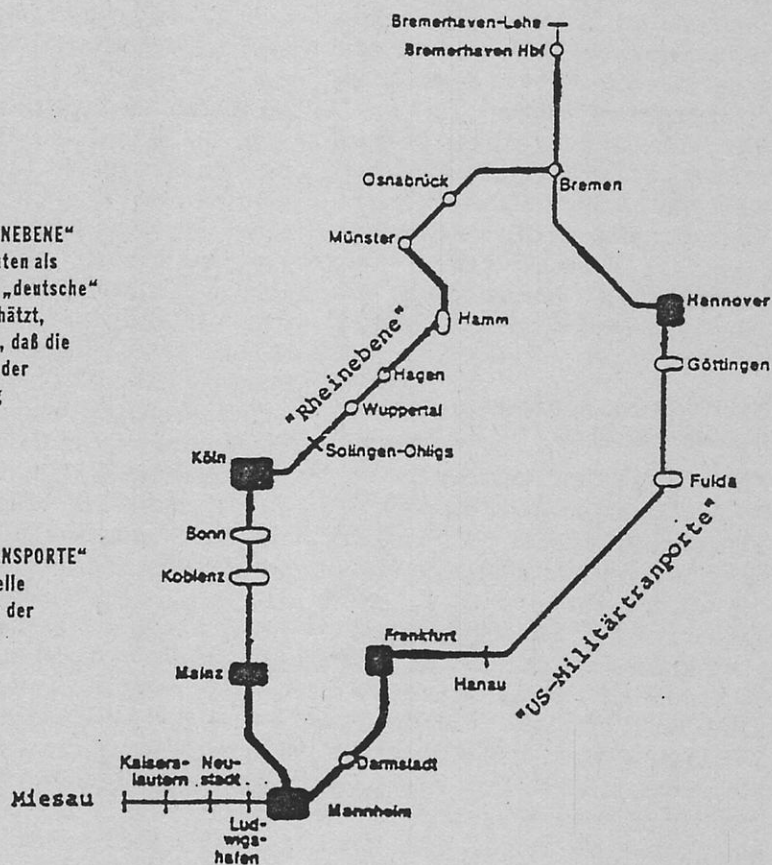 Bremerhaven-Lehe
Bremerhaven Hbf
Osnabrück
Bremen
Münster
NEBENE“
ten als
„deutsche“
hätzt,
, daß die
der
g
Hannover
Hamm
"Rheinebene"
Göttingen
Hagen
Wuppertal
Solingen-Ohligs
Köln
Fulda
Bonn
NSPORTE“
elle
der
Koblenz
"US-Militärtranporte"
Frankfurt
Mainz
Hanau
Kaisers-
lautern
Neu-
stadt
Darmstadt
Miesau
Mannheim
Lud-
wigs-
hafen